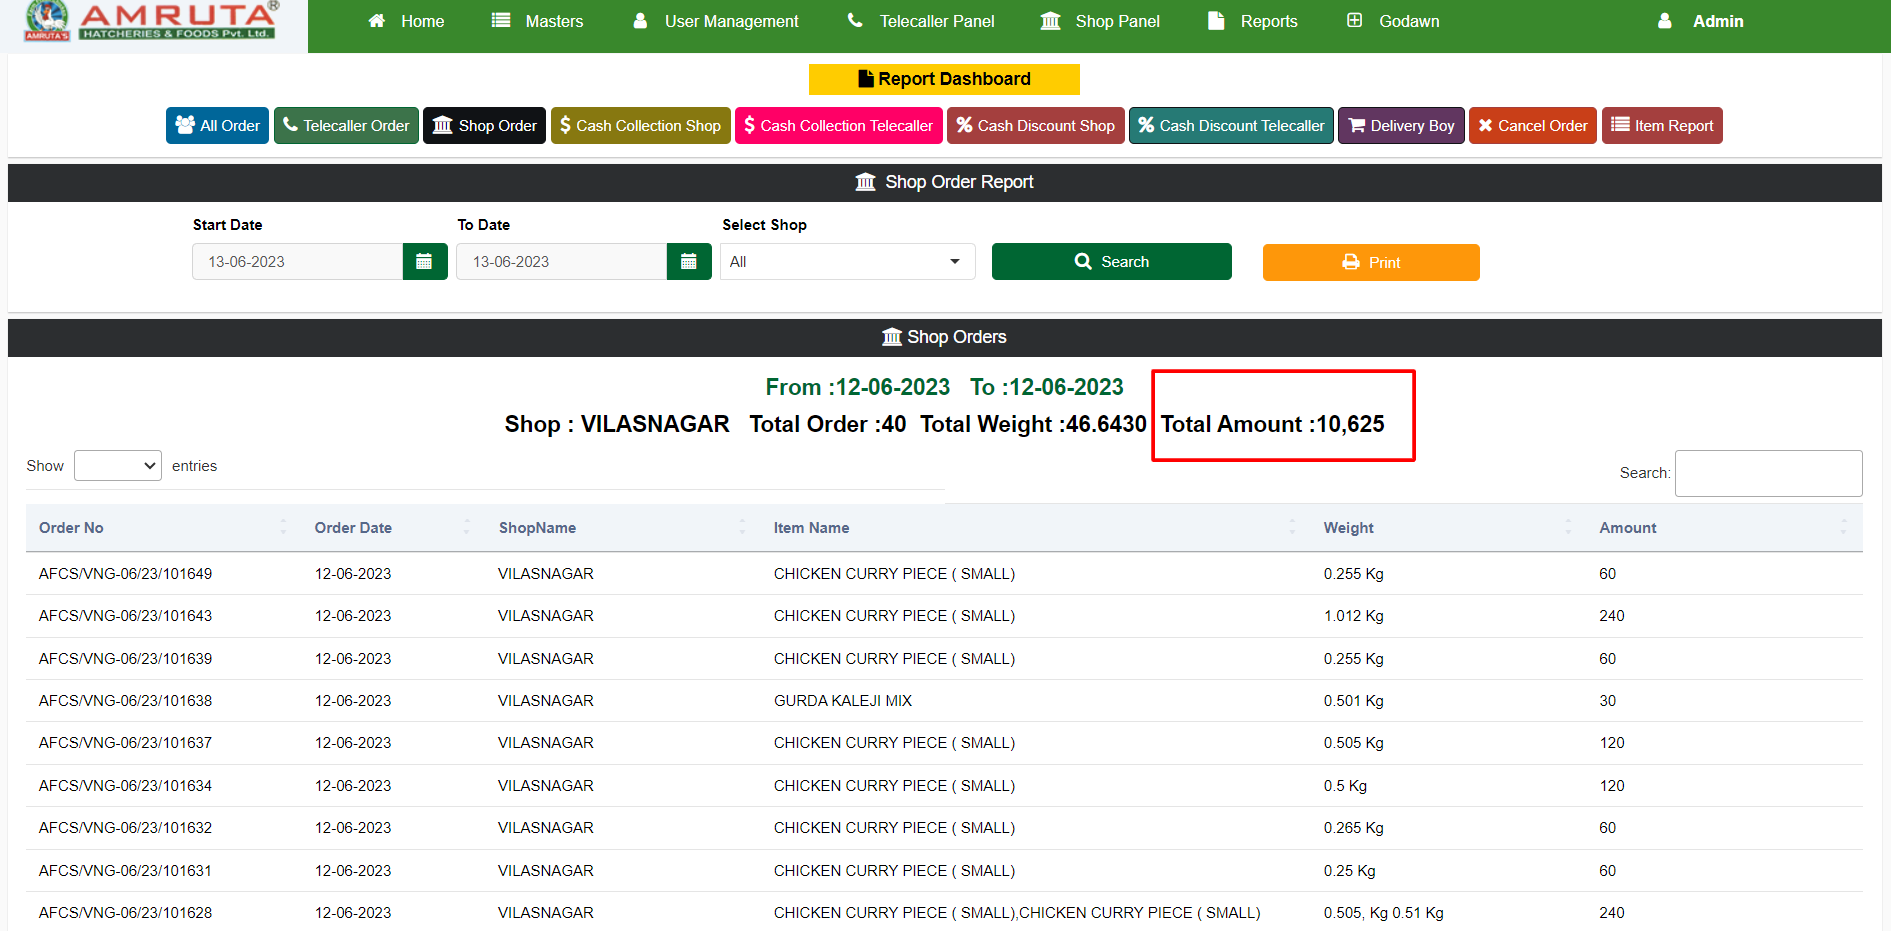 AMRUTA®
AMRUTA'S HATCHERIES & FOODS Pvt. Ltd.
Home Masters User Management Telecaller Panel Shop Panel Reports Godawn Admin
Report Dashboard
All Order Telecaller Order Shop Order $ Cash Collection Shop $ Cash Collection Telecaller % Cash Discount Shop % Cash Discount Telecaller Delivery Boy Cancel Order Item Report
Shop Order Report
Start Date To Date Select Shop
13-06-2023 13-06-2023 All Search Print
Shop Orders
From :12-06-2023 To :12-06-2023
Shop : VILASNAGAR Total Order :40 Total Weight :46.6430 Total Amount :10,625
Show entries Search:
Order No Order Date ShopName Item Name Weight Amount
AFCS/VNG-06/23/101649 12-06-2023 VILASNAGAR CHICKEN CURRY PIECE ( SMALL) 0.255 Kg 60
AFCS/VNG-06/23/101643 12-06-2023 VILASNAGAR CHICKEN CURRY PIECE ( SMALL) 1.012 Kg 240
AFCS/VNG-06/23/101639 12-06-2023 VILASNAGAR CHICKEN CURRY PIECE ( SMALL) 0.255 Kg 60
AFCS/VNG-06/23/101638 12-06-2023 VILASNAGAR GURDA KALEJI MIX 0.501 Kg 30
AFCS/VNG-06/23/101637 12-06-2023 VILASNAGAR CHICKEN CURRY PIECE ( SMALL) 0.505 Kg 120
AFCS/VNG-06/23/101634 12-06-2023 VILASNAGAR CHICKEN CURRY PIECE ( SMALL) 0.5 Kg 120
AFCS/VNG-06/23/101632 12-06-2023 VILASNAGAR CHICKEN CURRY PIECE ( SMALL) 0.265 Kg 60
AFCS/VNG-06/23/101631 12-06-2023 VILASNAGAR CHICKEN CURRY PIECE ( SMALL) 0.25 Kg 60
AFCS/VNG-06/23/101628 12-06-2023 VILASNAGAR CHICKEN CURRY PIECE ( SMALL),CHICKEN CURRY PIECE ( SMALL) 0.505, Kg 0.51 Kg 240